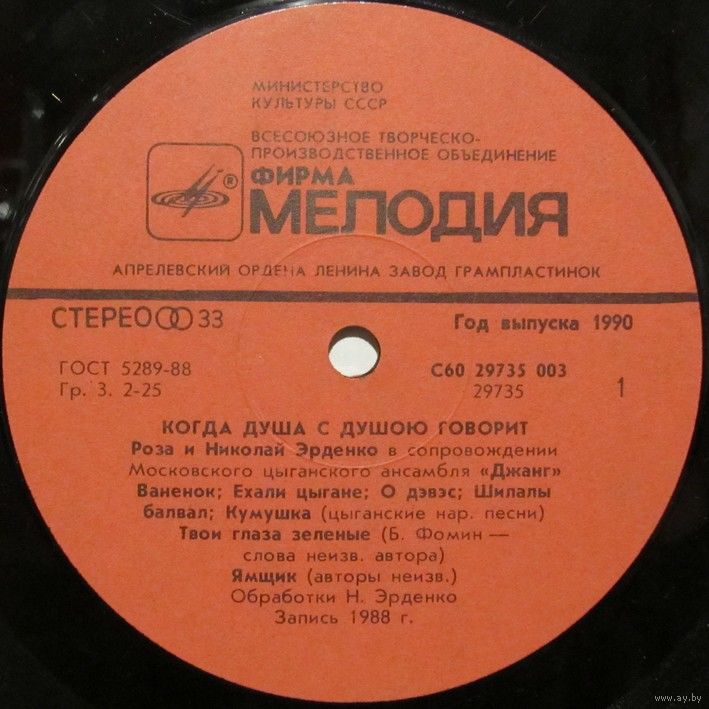 МИНИСТЕРСТВО
КУЛЬТУРЫ СССР
ВСЕСОЮЗНОЕ ТВОРЧЕСКО-
ПРОИЗВОДСТВЕННОЕ ОБЪЕДИНЕНИЕ
®
ФИРМА
МЕЛОДИЯ
АПРЕЛЕВСКИЙ ОРДЕНА ЛЕНИНА ЗАВОД ГРАМПЛАСТИНОК
СТЕРЕО 33
Год выпуска 1990
ГОСТ 5289-88
Гр. 3. 2-25
С60 29735 003
29735
1
КОГДА ДУША С ДУШОЮ ГОВОРИТ
Роза и Николай Эрденко в сопровождении
Московского цыганского ансамбля «Джанг»
Ваненок; Ехали цыгане; О дэвэс; Шилалы
балвал; Кумушка (цыганские нар. песни)
Твои глаза зеленые (Б. Фомин —
слова неизв. автора)
Ямщик (авторы неизв.)
Обработки Н. Эрденко
Запись 1988 г.
www.ay.by